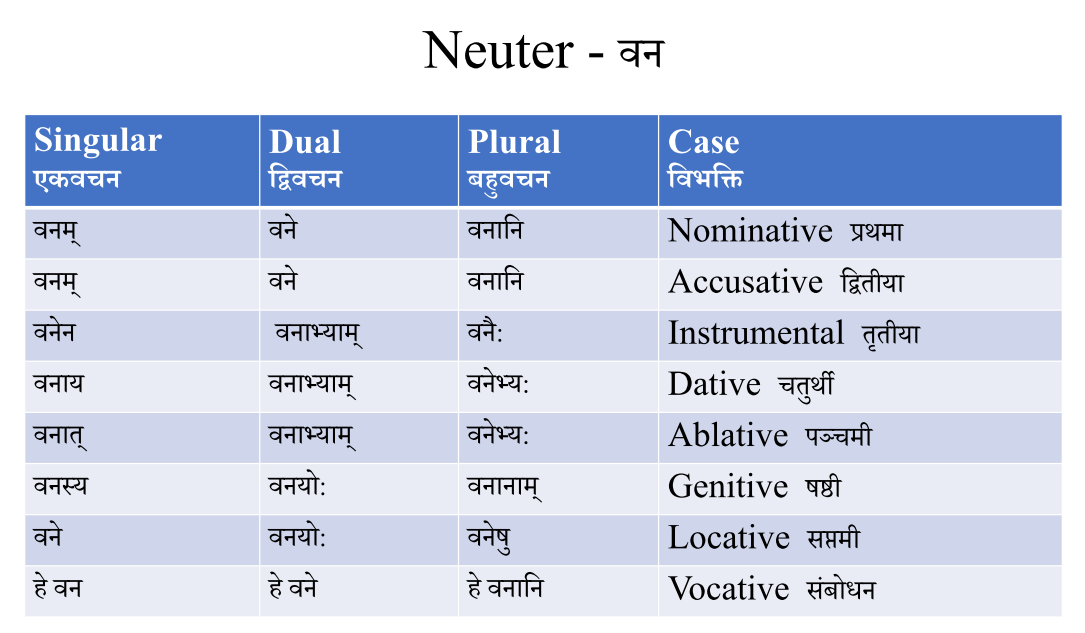 Neuter - वन
Singular Dual Plural Case
एकवचन द्विवचन बहुवचन विभक्ति
वनम् वने वनानि Nominative प्रथमा
वनम् वने वनानि Accusative द्वितीया
वनेन वनाभ्याम् वनै: Instrumental तृतीया
वनाय वनाभ्याम् वनेभ्य: Dative चतुर्थी
वनात् वनाभ्याम् वनेभ्य: Ablative पञ्चमी
वनस्य वनयो: वनानाम् Genitive षष्ठी
वने वनयो: वनेषु Locative सप्तमी
हे वन हे वने हे वनानि Vocative संबोधन